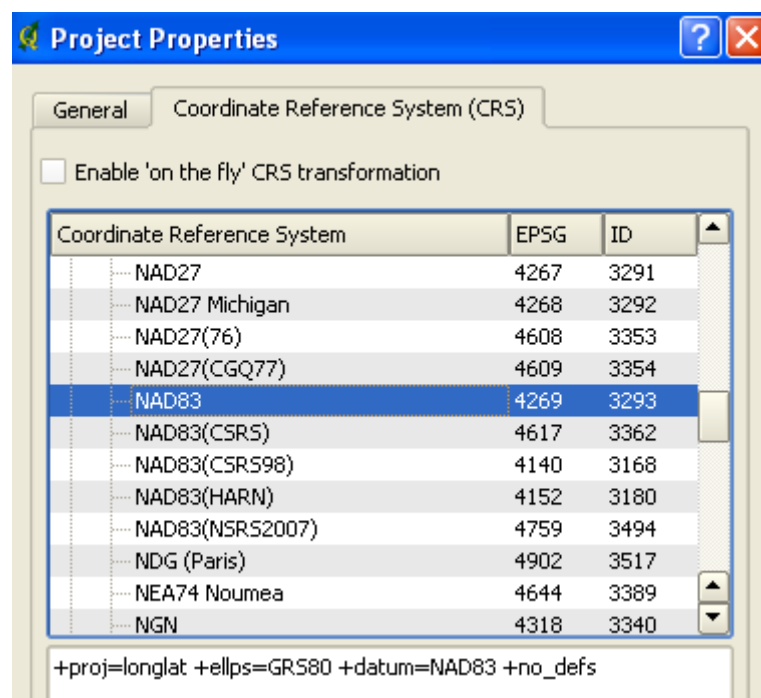 Project Properties
General Coordinate Reference System (CRS)
Enable 'on the fly' CRS transformation
Coordinate Reference System EPSG ID
NAD27 4267 3291
NAD27 Michigan 4268 3292
NAD27(76) 4608 3353
NAD27(CGQ77) 4609 3354
NAD83 4269 3293
NAD83(CSRS) 4617 3362
NAD83(CSRS98) 4140 3168
NAD83(HARN) 4152 3180
NAD83(NSRS2007) 4759 3494
NDG (Paris) 4902 3517
NEA74 Noumea 4644 3389
NGN 4318 3340
+proj=longlat +ellps=GRS80 +datum=NAD83 +no_defs